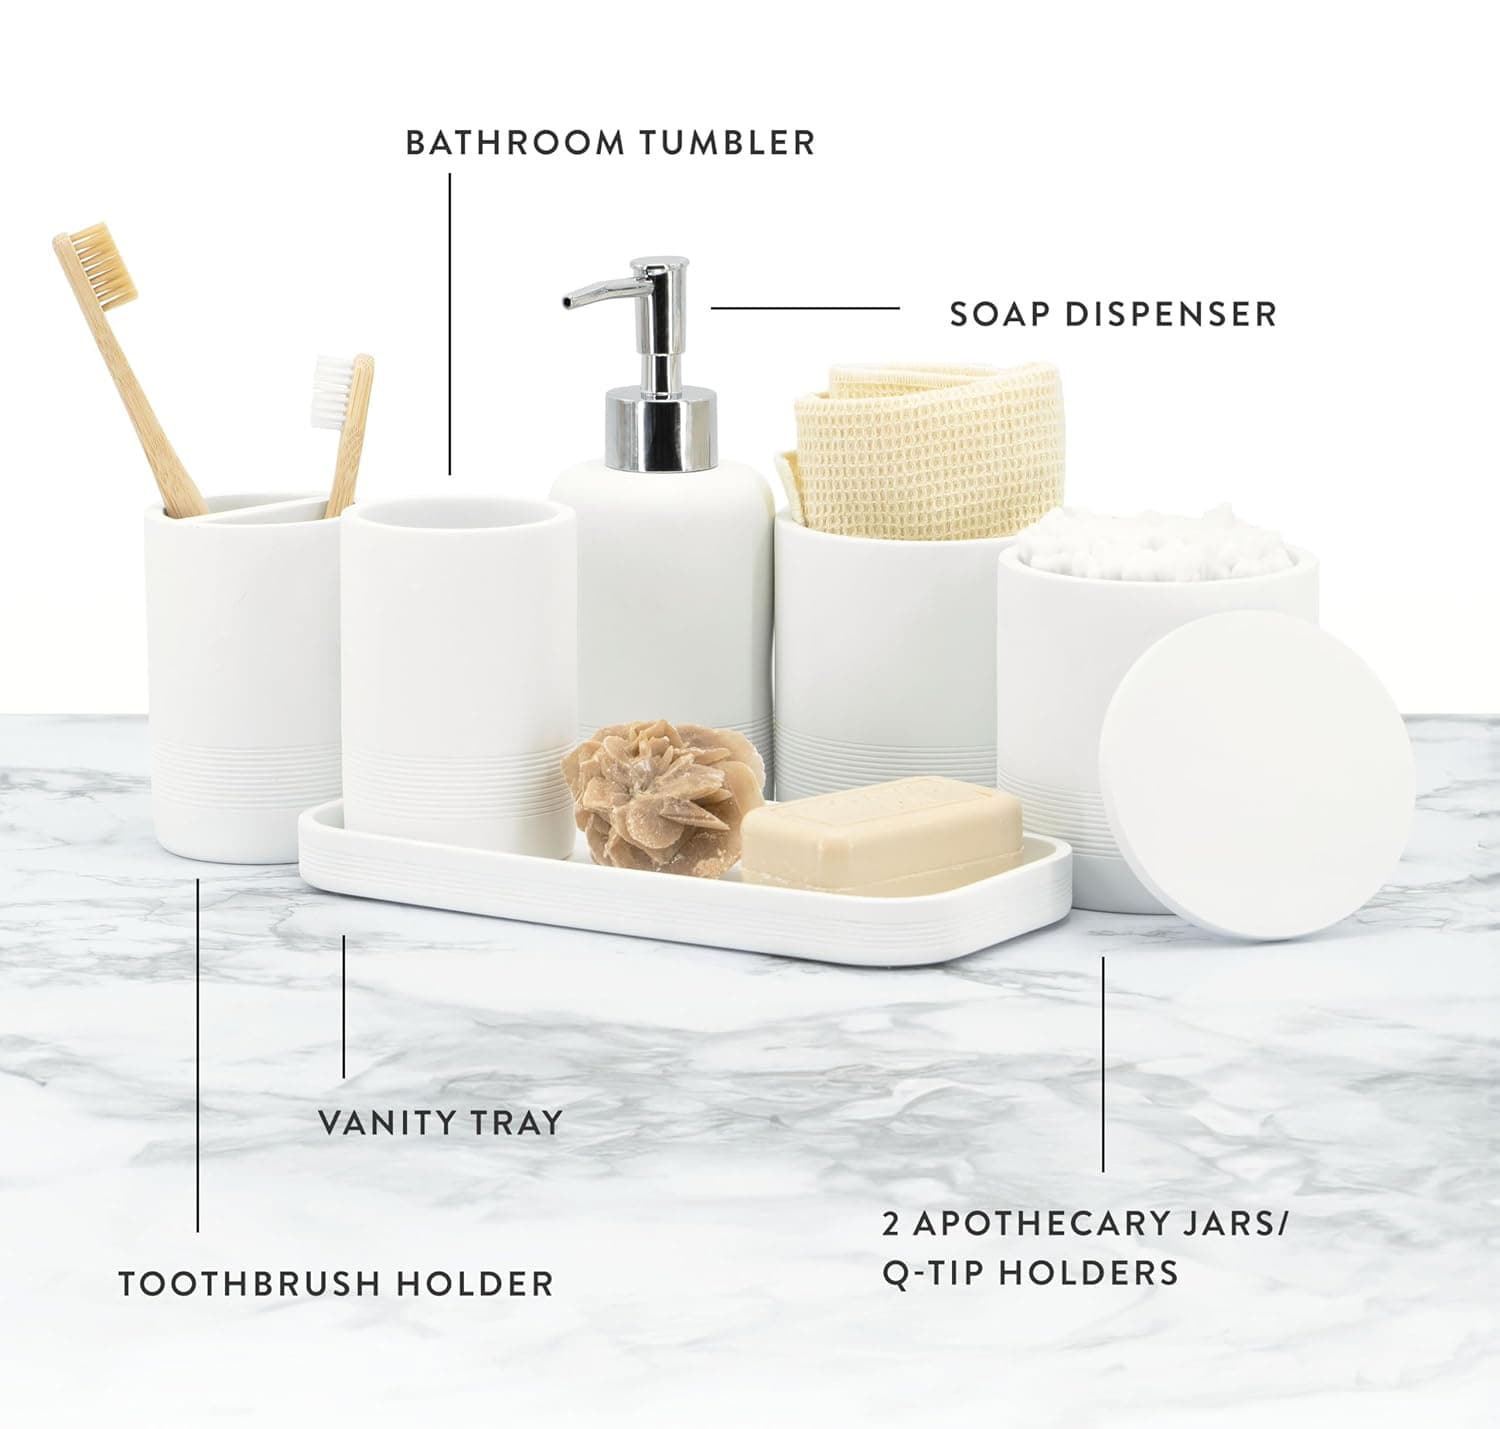 BATHROOM TUMBLER
SOAP DISPENSER
VANITY TRAY
2 APOTHECARY JARS/
Q-TIP HOLDERS
TOOTHBRUSH HOLDER